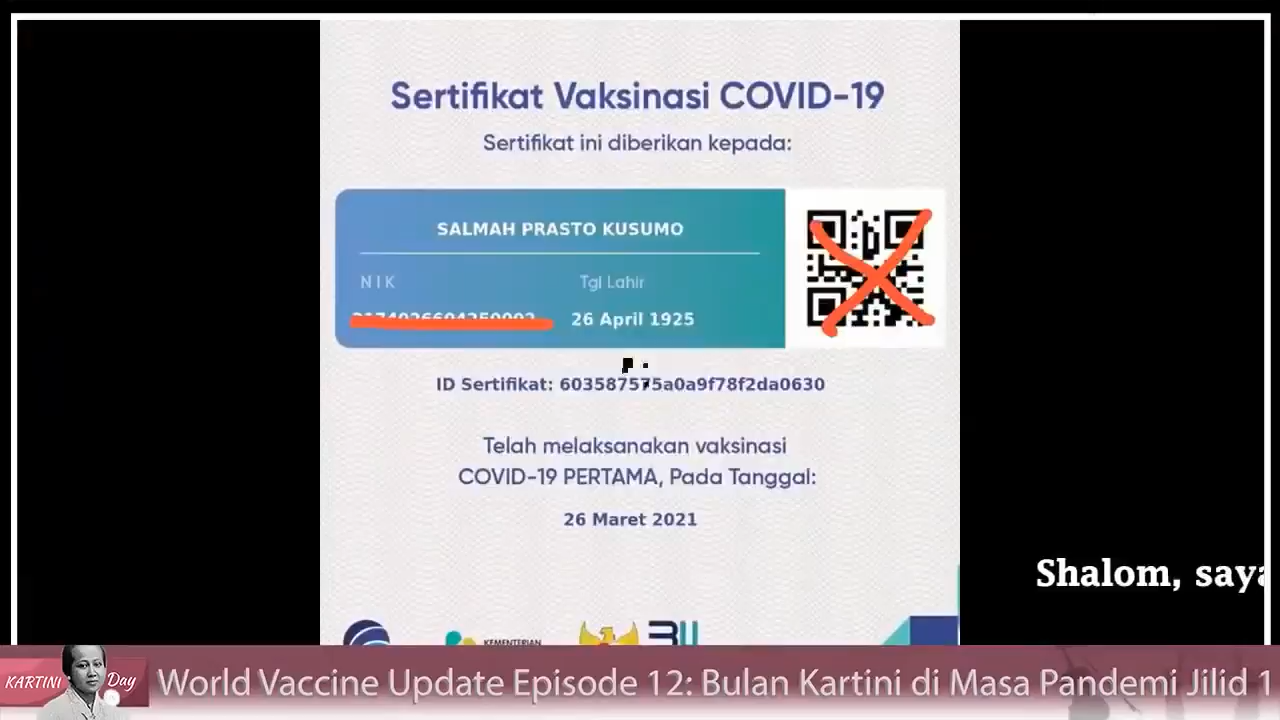 Sertifikat Vaksinasi COVID-19
Sertifikat ini diberikan kepada:
SALMAH PRASTO KUSUMO
NIK
Tgl Lahir
26 April 1925
ID Sertifikat: 603587575a0a9f78f2da0630
Telah melaksanakan vaksinasi
COVID-19 PERTAMA, Pada Tanggal:
26 Maret 2021
Shalom, saya
KEMENTERIAN
KARTINI Day
World Vaccine Update Episode 12: Bulan Kartini di Masa Pandemi Jilid 1